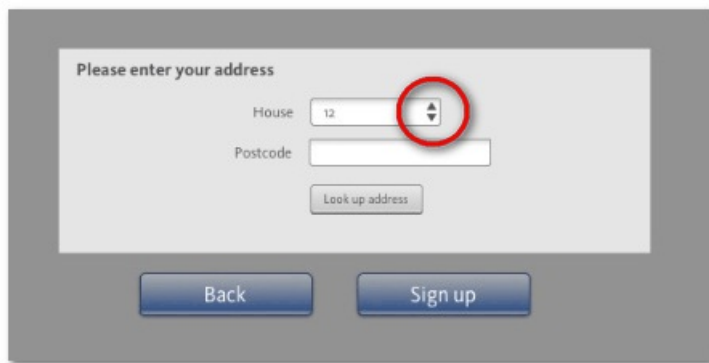 Please enter your address
House 12
Postcode
Look up address
Back Sign up